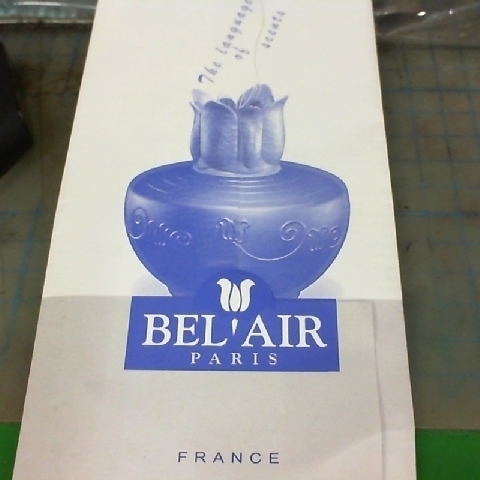 The language
of
scents
BEL'AIR
PARIS
FRANCE